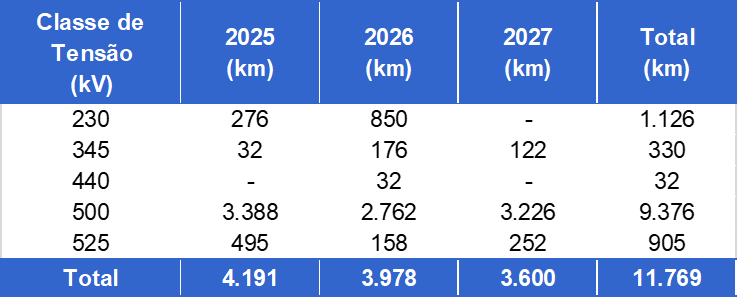 Classe de Tensão (kV) 2025 (km) 2026 (km) 2027 (km) Total (km)
230 276 850 - 1.126
345 32 176 122 330
440 - 32 - 32
500 3.388 2.762 3.226 9.376
525 495 158 252 905
Total 4.191 3.978 3.600 11.769